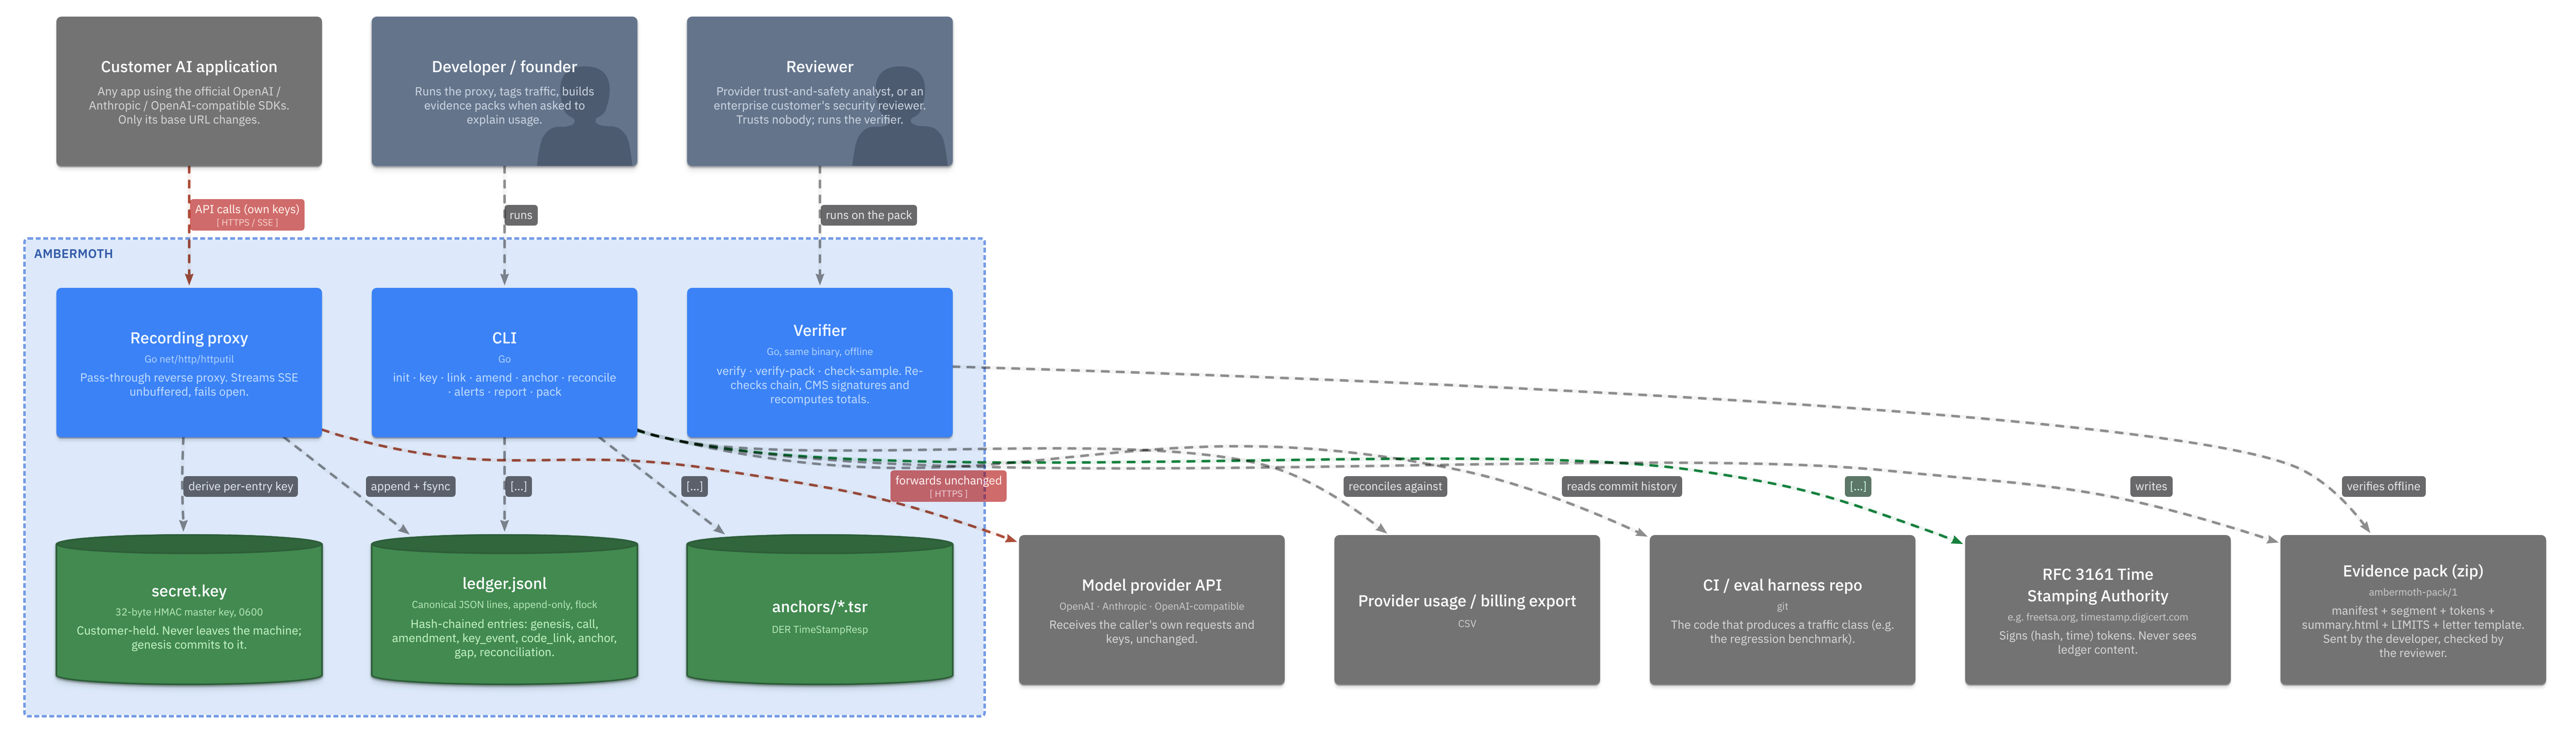 Customer AI application
Any app using the official OpenAI /
Anthropic / OpenAI-compatible SDKs.
Only its base URL changes.
Developer / founder
Runs the proxy, tags traffic, builds
evidence packs when asked to
explain usage.
Reviewer
Provider trust-and-safety analyst, or an
enterprise customer's security reviewer.
Trusts nobody; runs the verifier.
API calls (own keys)
[ HTTPS / SSE ]
runs
runs on the pack
AMBERMOTH
Recording proxy
Go net/http/httputil
Pass-through reverse proxy. Streams SSE
unbuffered, fails open.
CLI
Go
init · key · link · amend · anchor · reconcile
· alerts · report · pack
Verifier
Go, same binary, offline
verify · verify-pack · check-sample. Re-
checks chain, CMS signatures and
recomputes totals.
derive per-entry key
append + fsync
[...]
[...]
forwards unchanged
[ HTTPS ]
reconciles against
reads commit history
[...]
writes
verifies offline
secret.key
32-byte HMAC master key, 0600
Customer-held. Never leaves the machine;
genesis commits to it.
ledger.jsonl
Canonical JSON lines, append-only, flock
Hash-chained entries: genesis, call,
amendment, key_event, code_link, anchor,
gap, reconciliation.
anchors/*.tsr
DER TimeStampResp
Model provider API
OpenAI · Anthropic · OpenAI-compatible
Receives the caller's own requests and
keys, unchanged.
Provider usage / billing export
CSV
CI / eval harness repo
git
The code that produces a traffic class (e.g.
the regression benchmark).
RFC 3161 Time
Stamping Authority
e.g. freetsa.org, timestamp.digicert.com
Signs (hash, time) tokens. Never sees
ledger content.
Evidence pack (zip)
ambermoth-pack/1
manifest + segment + tokens +
summary.html + LIMITS + letter template.
Sent by the developer, checked by
the reviewer.